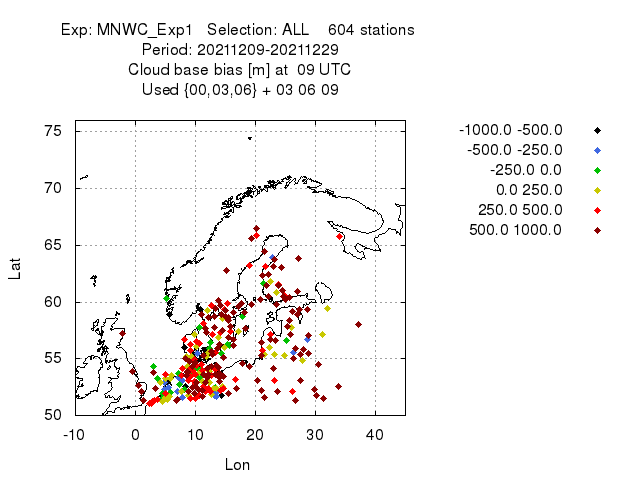 Exp: MNWC_Exp1   Selection: ALL    604 stations
Period: 20211209-20211229
Cloud base bias [m] at  09 UTC
Used {00,03,06} + 03 06 09
-1000.0 -500.0
-500.0 -250.0
-250.0 0.0
0.0 250.0
250.0 500.0
500.0 1000.0
75
70
65
60
55
50
Lat
-10 0 10 20 30 40
Lon